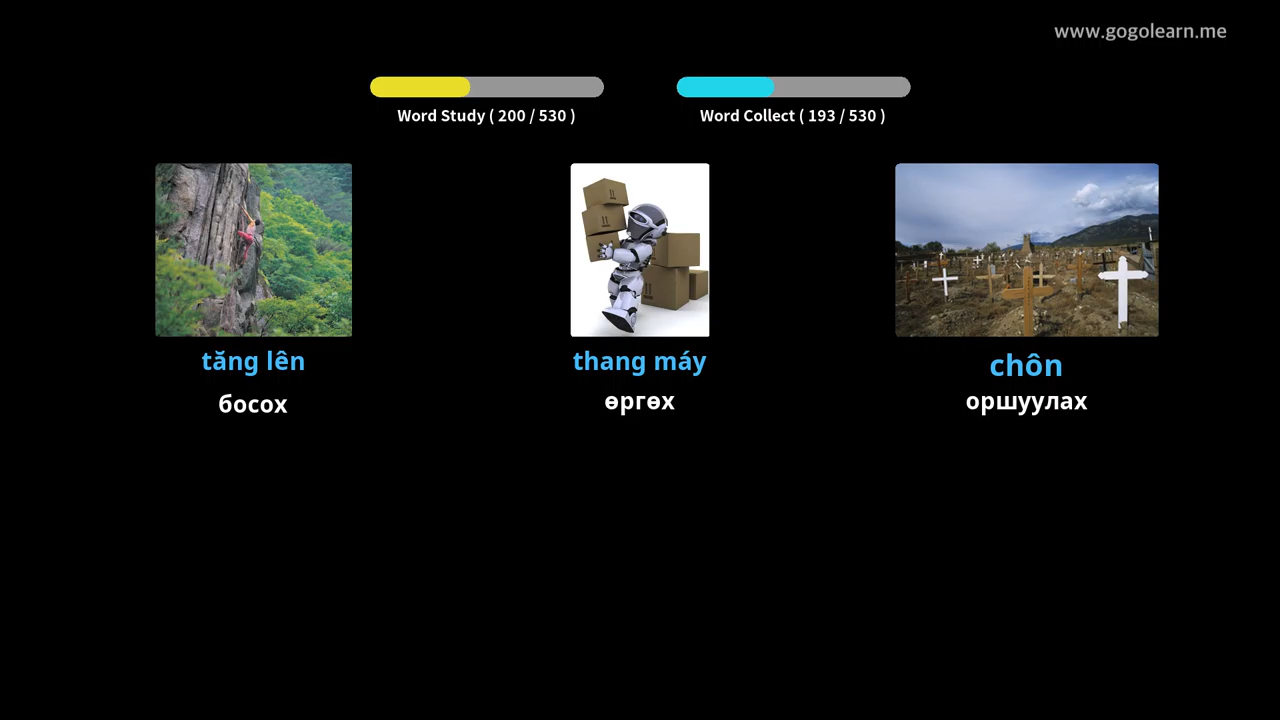 www.gogolearn.me
Word Study ( 200 / 530 )
Word Collect ( 193 / 530 )
tăng lên
thang máy
chôn
босох
өргөх
оршуулах